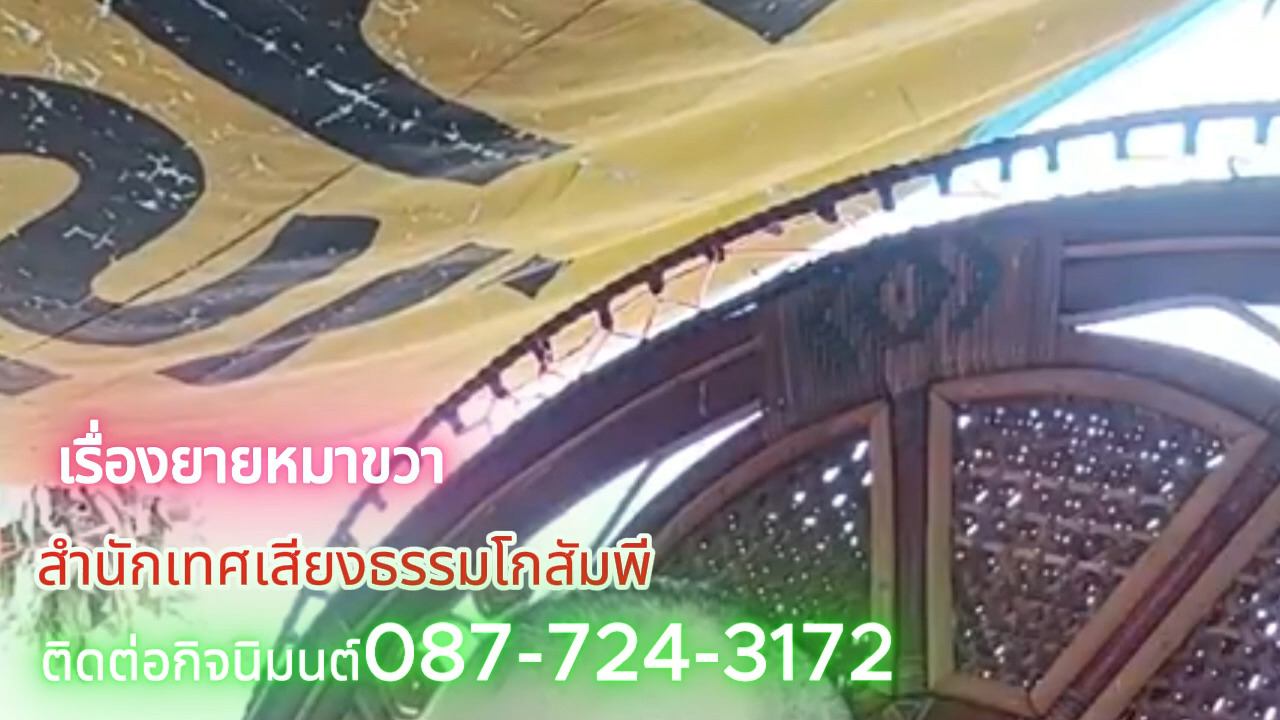 เรื่องยายหมาขวา
สำนักเทศเสียงธรรมโกสัมพี
ติดต่อกิจนิมนต์087-724-3172